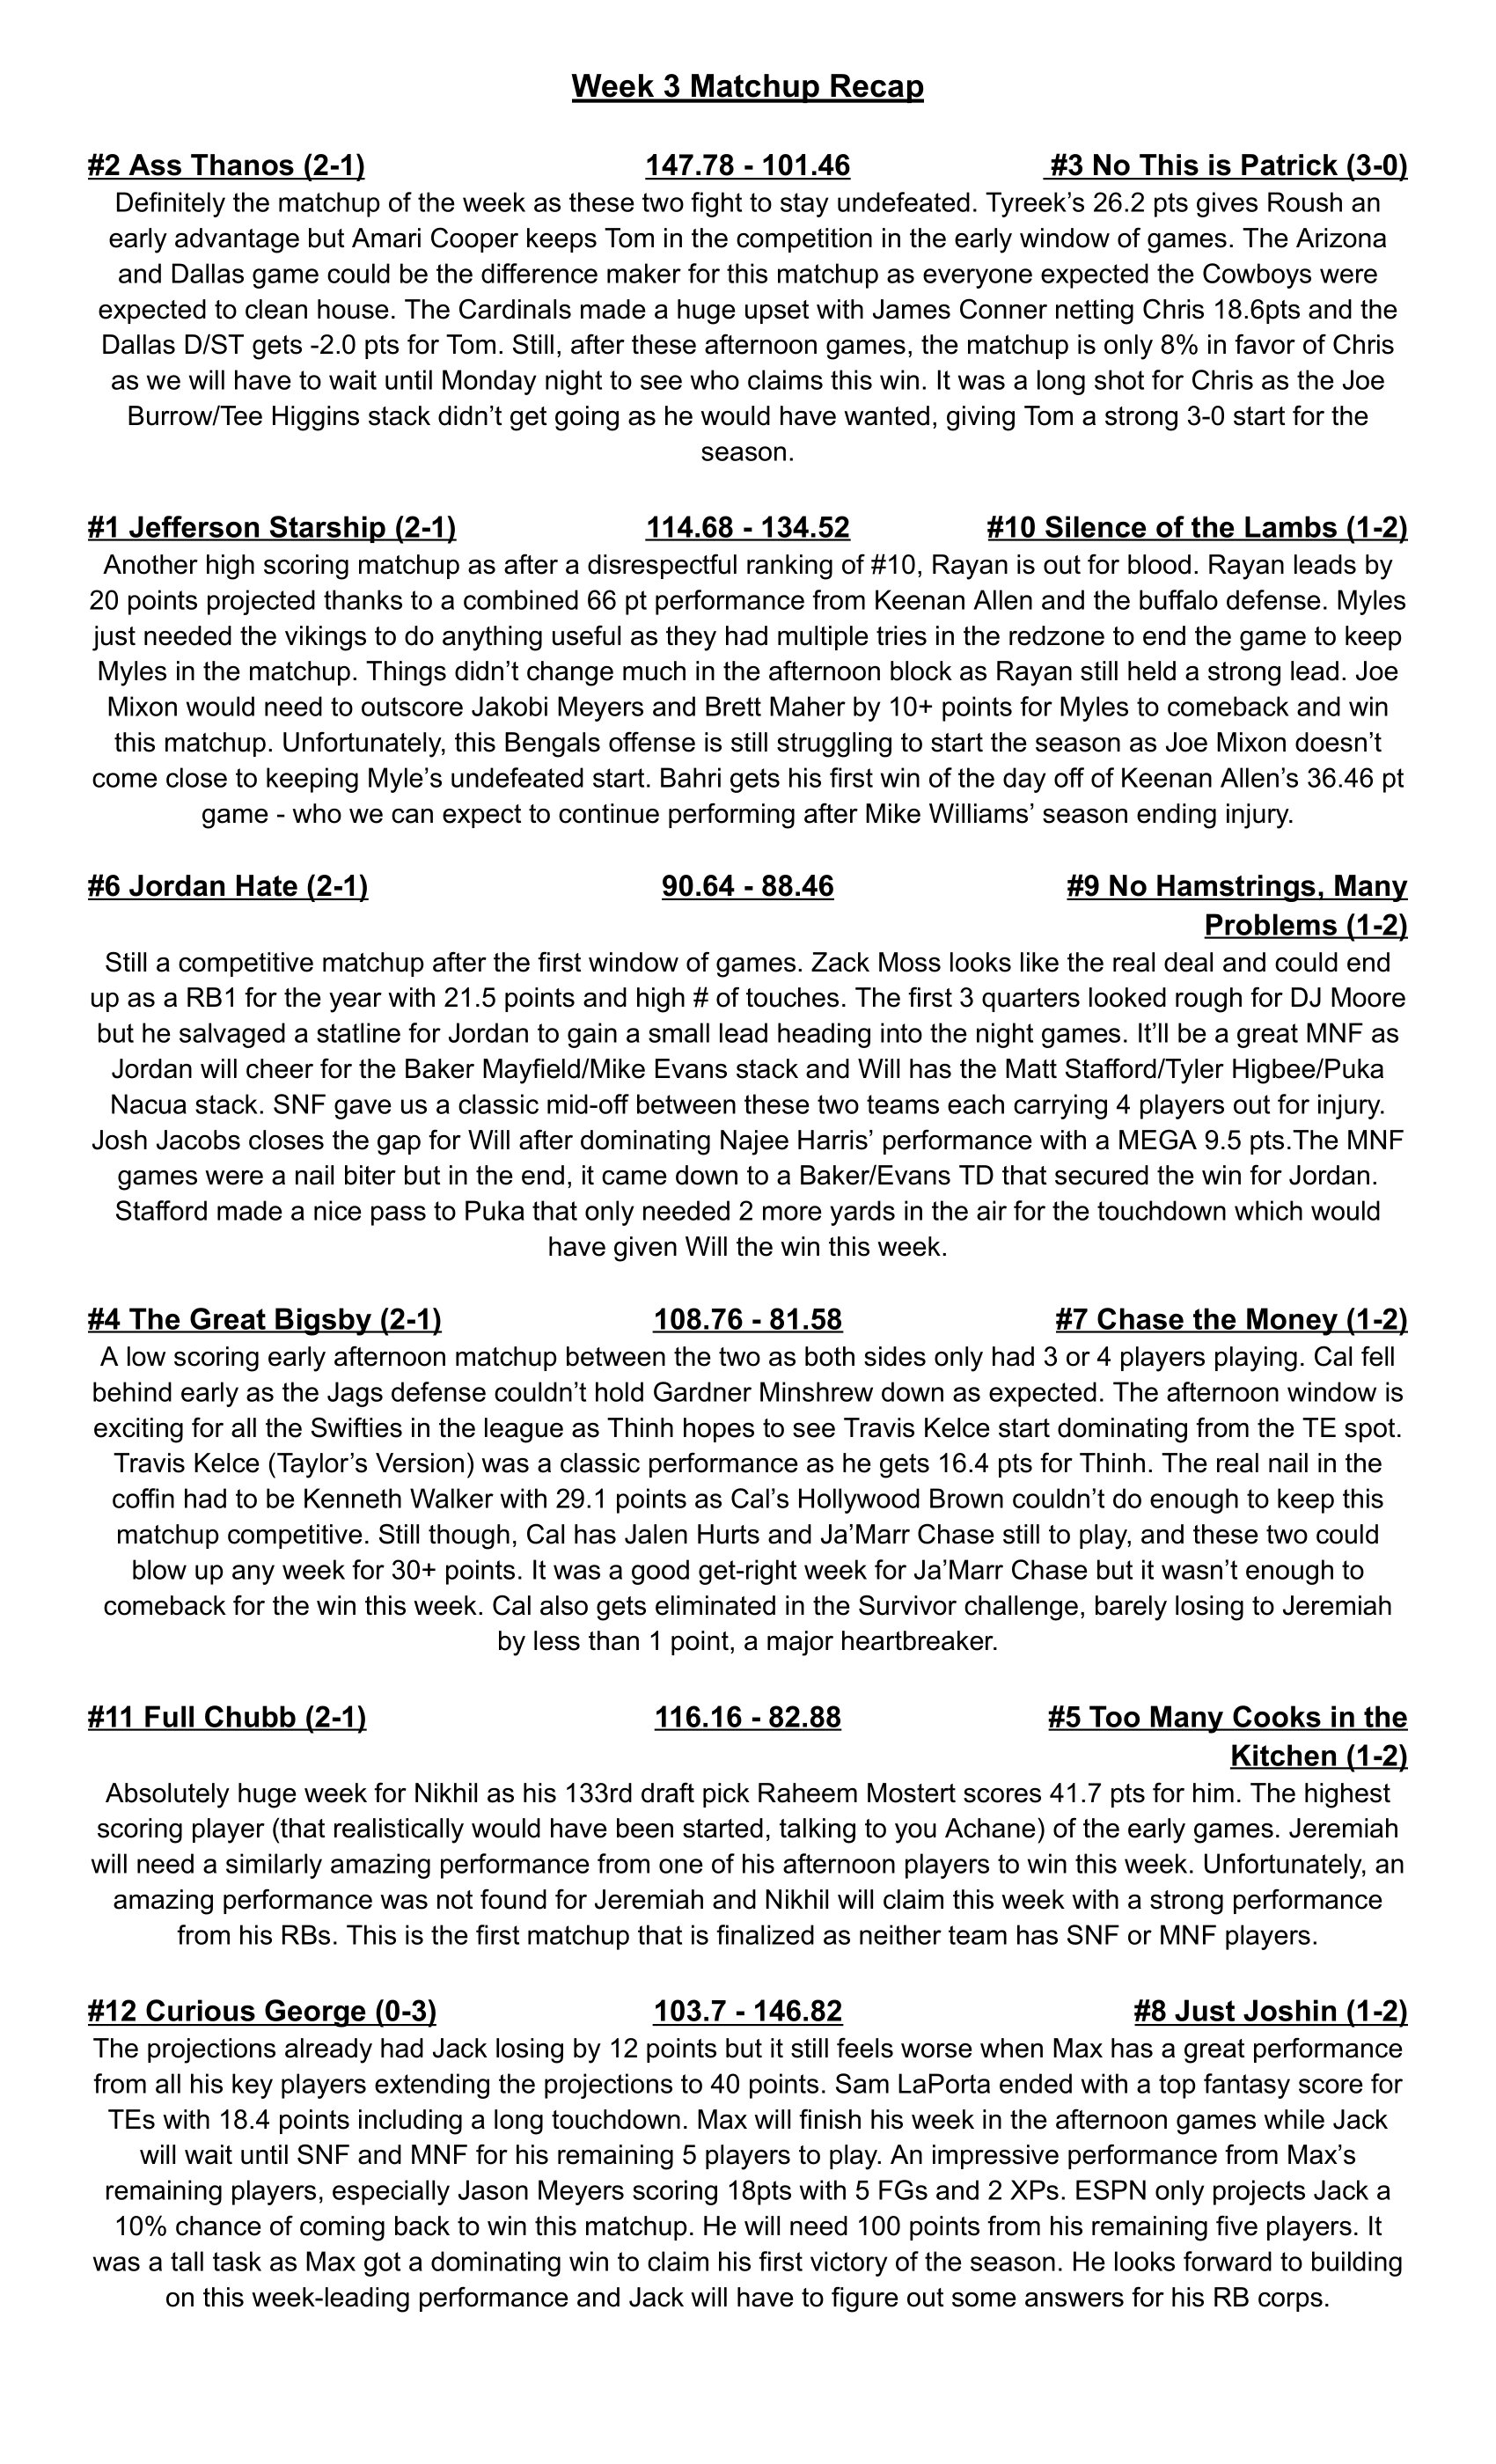 Week 3 Matchup Recap
#2 Ass Thanos (2-1) 147.78 - 101.46 #3 No This is Patrick (3-0)
Definitely the matchup of the week as these two fight to stay undefeated. Tyreek’s 26.2 pts gives Roush an
early advantage but Amari Cooper keeps Tom in the competition in the early window of games. The Arizona
and Dallas game could be the difference maker for this matchup as everyone expected the Cowboys were
expected to clean house. The Cardinals made a huge upset with James Conner netting Chris 18.6pts and the
Dallas D/ST gets -2.0 pts for Tom. Still, after these afternoon games, the matchup is only 8% in favor of Chris
as we will have to wait until Monday night to see who claims this win. It was a long shot for Chris as the Joe
Burrow/Tee Higgins stack didn’t get going as he would have wanted, giving Tom a strong 3-0 start for the
season.
#1 Jefferson Starship (2-1) 114.68 - 134.52 #10 Silence of the Lambs (1-2)
Another high scoring matchup as after a disrespectful ranking of #10, Rayan is out for blood. Rayan leads by
20 points projected thanks to a combined 66 pt performance from Keenan Allen and the buffalo defense. Myles
just needed the vikings to do anything useful as they had multiple tries in the redzone to end the game to keep
Myles in the matchup. Things didn’t change much in the afternoon block as Rayan still held a strong lead. Joe
Mixon would need to outscore Jakobi Meyers and Brett Maher by 10+ points for Myles to comeback and win
this matchup. Unfortunately, this Bengals offense is still struggling to start the season as Joe Mixon doesn’t
come close to keeping Myle’s undefeated start. Bahri gets his first win of the day off of Keenan Allen’s 36.46 pt
game - who we can expect to continue performing after Mike Williams’ season ending injury.
#6 Jordan Hate (2-1) 90.64 - 88.46 #9 No Hamstrings, Many
Problems (1-2)
Still a competitive matchup after the first window of games. Zack Moss looks like the real deal and could end
up as a RB1 for the year with 21.5 points and high # of touches. The first 3 quarters looked rough for DJ Moore
but he salvaged a statline for Jordan to gain a small lead heading into the night games. It’ll be a great MNF as
Jordan will cheer for the Baker Mayfield/Mike Evans stack and Will has the Matt Stafford/Tyler Higbee/Puka
Nacua stack. SNF gave us a classic mid-off between these two teams each carrying 4 players out for injury.
Josh Jacobs closes the gap for Will after dominating Najee Harris’ performance with a MEGA 9.5 pts.The MNF
games were a nail biter but in the end, it came down to a Baker/Evans TD that secured the win for Jordan.
Stafford made a nice pass to Puka that only needed 2 more yards in the air for the touchdown which would
have given Will the win this week.
#4 The Great Bigsby (2-1) 108.76 - 81.58 #7 Chase the Money (1-2)
A low scoring early afternoon matchup between the two as both sides only had 3 or 4 players playing. Cal fell
behind early as the Jags defense couldn’t hold Gardner Minshrew down as expected. The afternoon window is
exciting for all the Swifties in the league as Thinh hopes to see Travis Kelce start dominating from the TE spot.
Travis Kelce (Taylor’s Version) was a classic performance as he gets 16.4 pts for Thinh. The real nail in the
coffin had to be Kenneth Walker with 29.1 points as Cal’s Hollywood Brown couldn’t do enough to keep this
matchup competitive. Still though, Cal has Jalen Hurts and Ja’Marr Chase still to play, and these two could
blow up any week for 30+ points. It was a good get-right week for Ja’Marr Chase but it wasn’t enough to
comeback for the win this week. Cal also gets eliminated in the Survivor challenge, barely losing to Jeremiah
by less than 1 point, a major heartbreaker.
#11 Full Chubb (2-1) 116.16 - 82.88 #5 Too Many Cooks in the
Kitchen (1-2)
Absolutely huge week for Nikhil as his 133rd draft pick Raheem Mostert scores 41.7 pts for him. The highest
scoring player (that realistically would have been started, talking to you Achane) of the early games. Jeremiah
will need a similarly amazing performance from one of his afternoon players to win this week. Unfortunately, an
amazing performance was not found for Jeremiah and Nikhil will claim this week with a strong performance
from his RBs. This is the first matchup that is finalized as neither team has SNF or MNF players.
#12 Curious George (0-3) 103.7 - 146.82 #8 Just Joshin (1-2)
The projections already had Jack losing by 12 points but it still feels worse when Max has a great performance
from all his key players extending the projections to 40 points. Sam LaPorta ended with a top fantasy score for
TEs with 18.4 points including a long touchdown. Max will finish his week in the afternoon games while Jack
will wait until SNF and MNF for his remaining 5 players to play. An impressive performance from Max’s
remaining players, especially Jason Meyers scoring 18pts with 5 FGs and 2 XPs. ESPN only projects Jack a
10% chance of coming back to win this matchup. He will need 100 points from his remaining five players. It
was a tall task as Max got a dominating win to claim his first victory of the season. He looks forward to building
on this week-leading performance and Jack will have to figure out some answers for his RB corps.